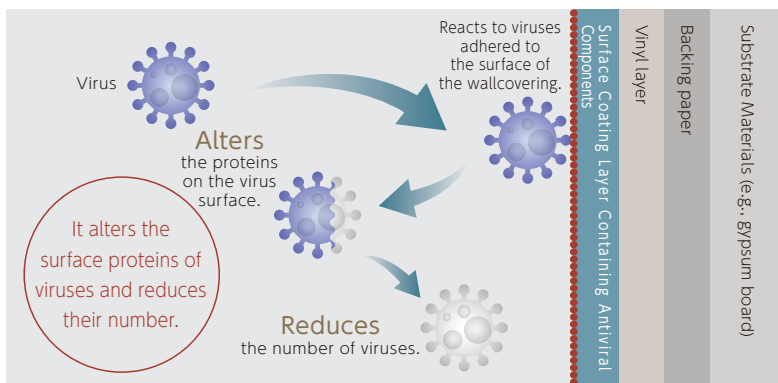 Virus
Reacts to viruses
adhered to
the surface of
the wallcovering.
Alters
the proteins
on the virus
surface.
It alters the
surface proteins of
viruses and reduces
their number.
Reduces
the number of viruses.
Surface Coating Layer Containing Antiviral
Components
Vinyl layer
Backing paper
Substrate Materials (e.g., gypsum board)